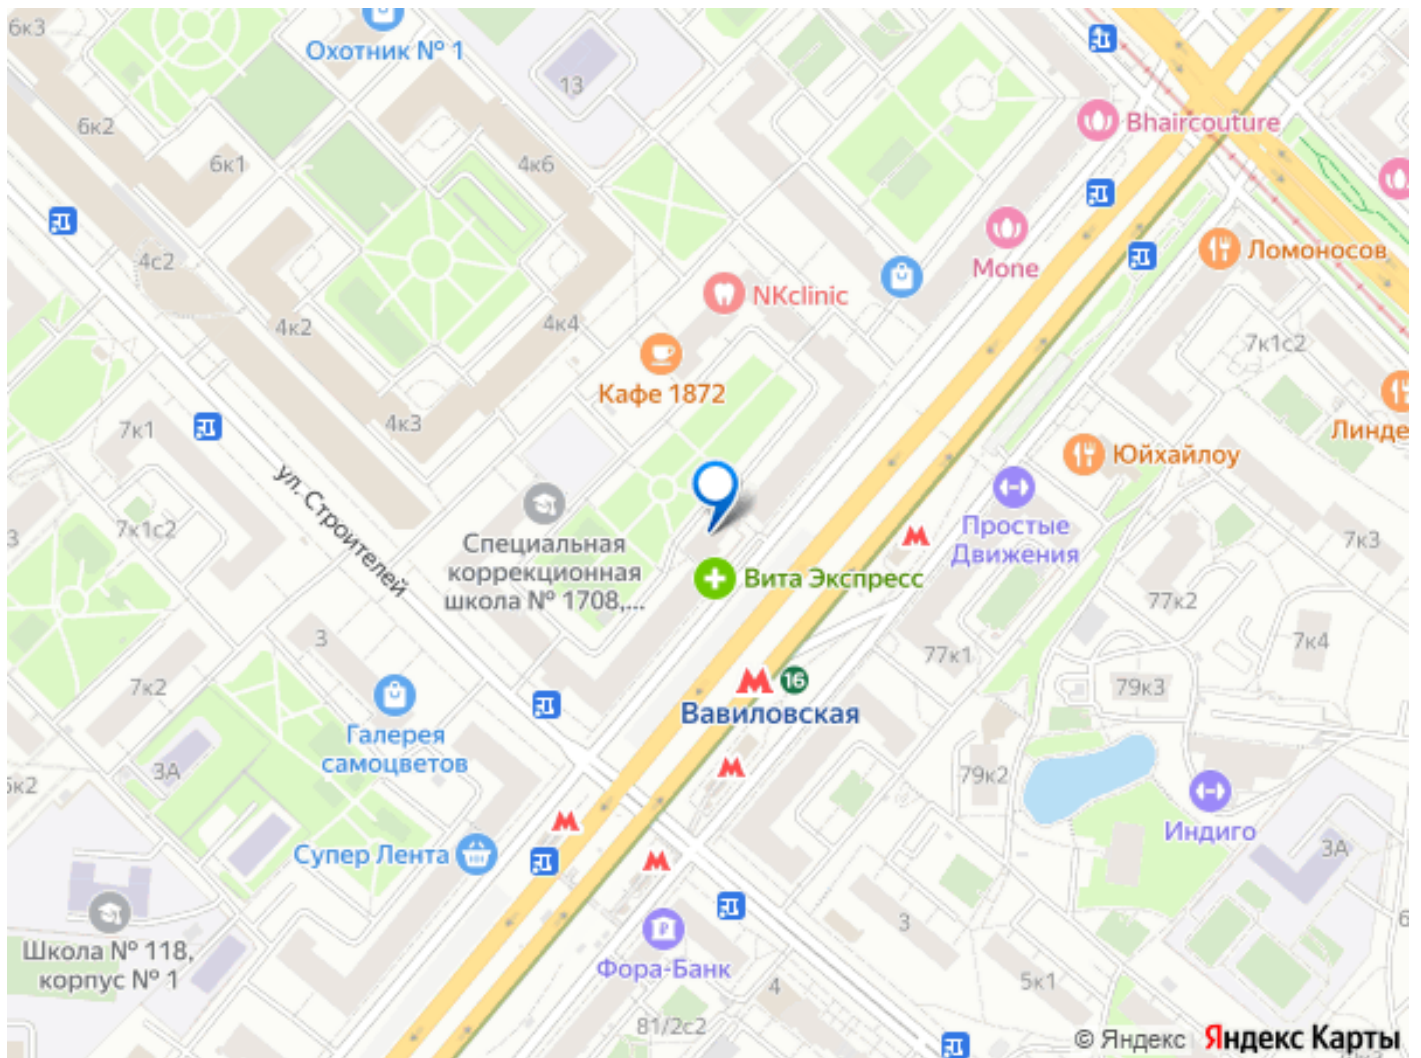 6к3
Охотник № 1
13
Bhaircouture
6к2
6к1
4к6
Ломоносов
Mone
4с2
NKclinic
4к2
4к4
7к1с2
Кафе 1872
7к1
4к3
Линде
Юйхайлоу
ул. Строителей
7к1с2
3
Специальная
коррекционная
школа № 1708,...
Простые
Движения
7к3
Вита Экспресс
77к2
3
7к4
77к1
7к2
16
79к3
Вавиловская
Галерея
самоцветов
3А
6к2
79к2
Индиго
Супер Лента
3А
3
6
Школа № 118,
корпус № 1
Фора-Банк
4
5к1
81/2с2
© Яндекс Яндекс Карты